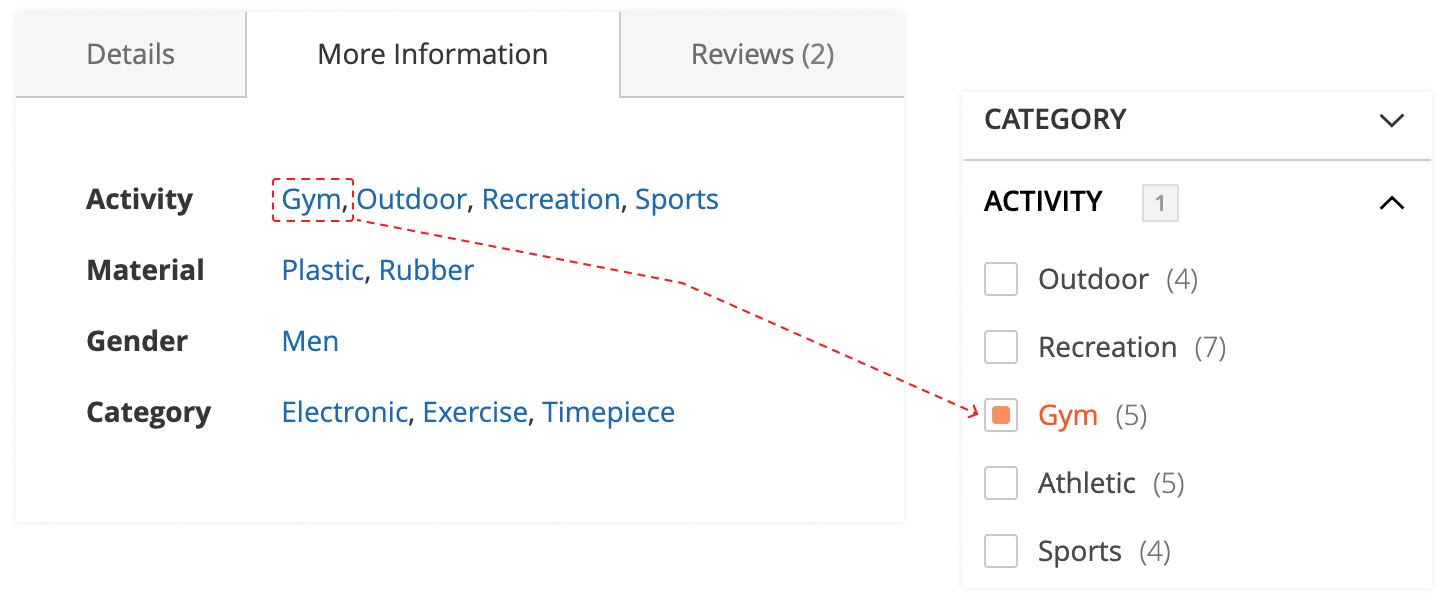 Details
More Information
Reviews (2)
Activity Gym, Outdoor, Recreation, Sports
Material Plastic, Rubber
Gender Men
Category Electronic, Exercise, Timepiece
CATEGORY
ACTIVITY 1
Outdoor (4)
Recreation (7)
Gym (5)
Athletic (5)
Sports (4)